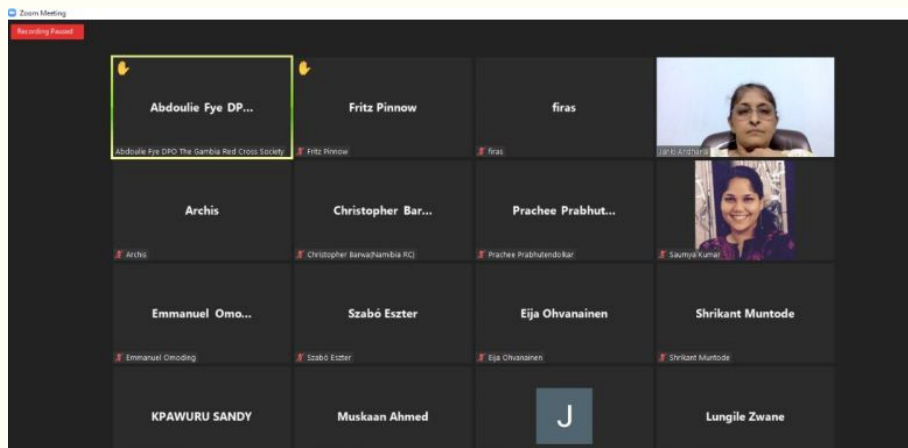 Zoom Meeting
Recording Paused
Abdoulie Fye DP...
Abdoulie Fye DPO The Gambia Red Cross Society
Fritz Pinnow
Fritz Pinnow
firas
firas
Janki Andharia
Archis
Archis
Christopher Bar...
Christopher Barwa(Namibia RC)
Prachee Prabhut...
Prachee Prabhutendolkar
Saumya Kumar
Emmanuel Omo...
Emmanuel Omoding
Szabó Eszter
Szabó Eszter
Eija Ohvanainen
Eija Ohvanainen
Shrikant Muntode
Shrikant Muntode
KPAWURU SANDY
Muskaan Ahmed
J
Lungile Zwane